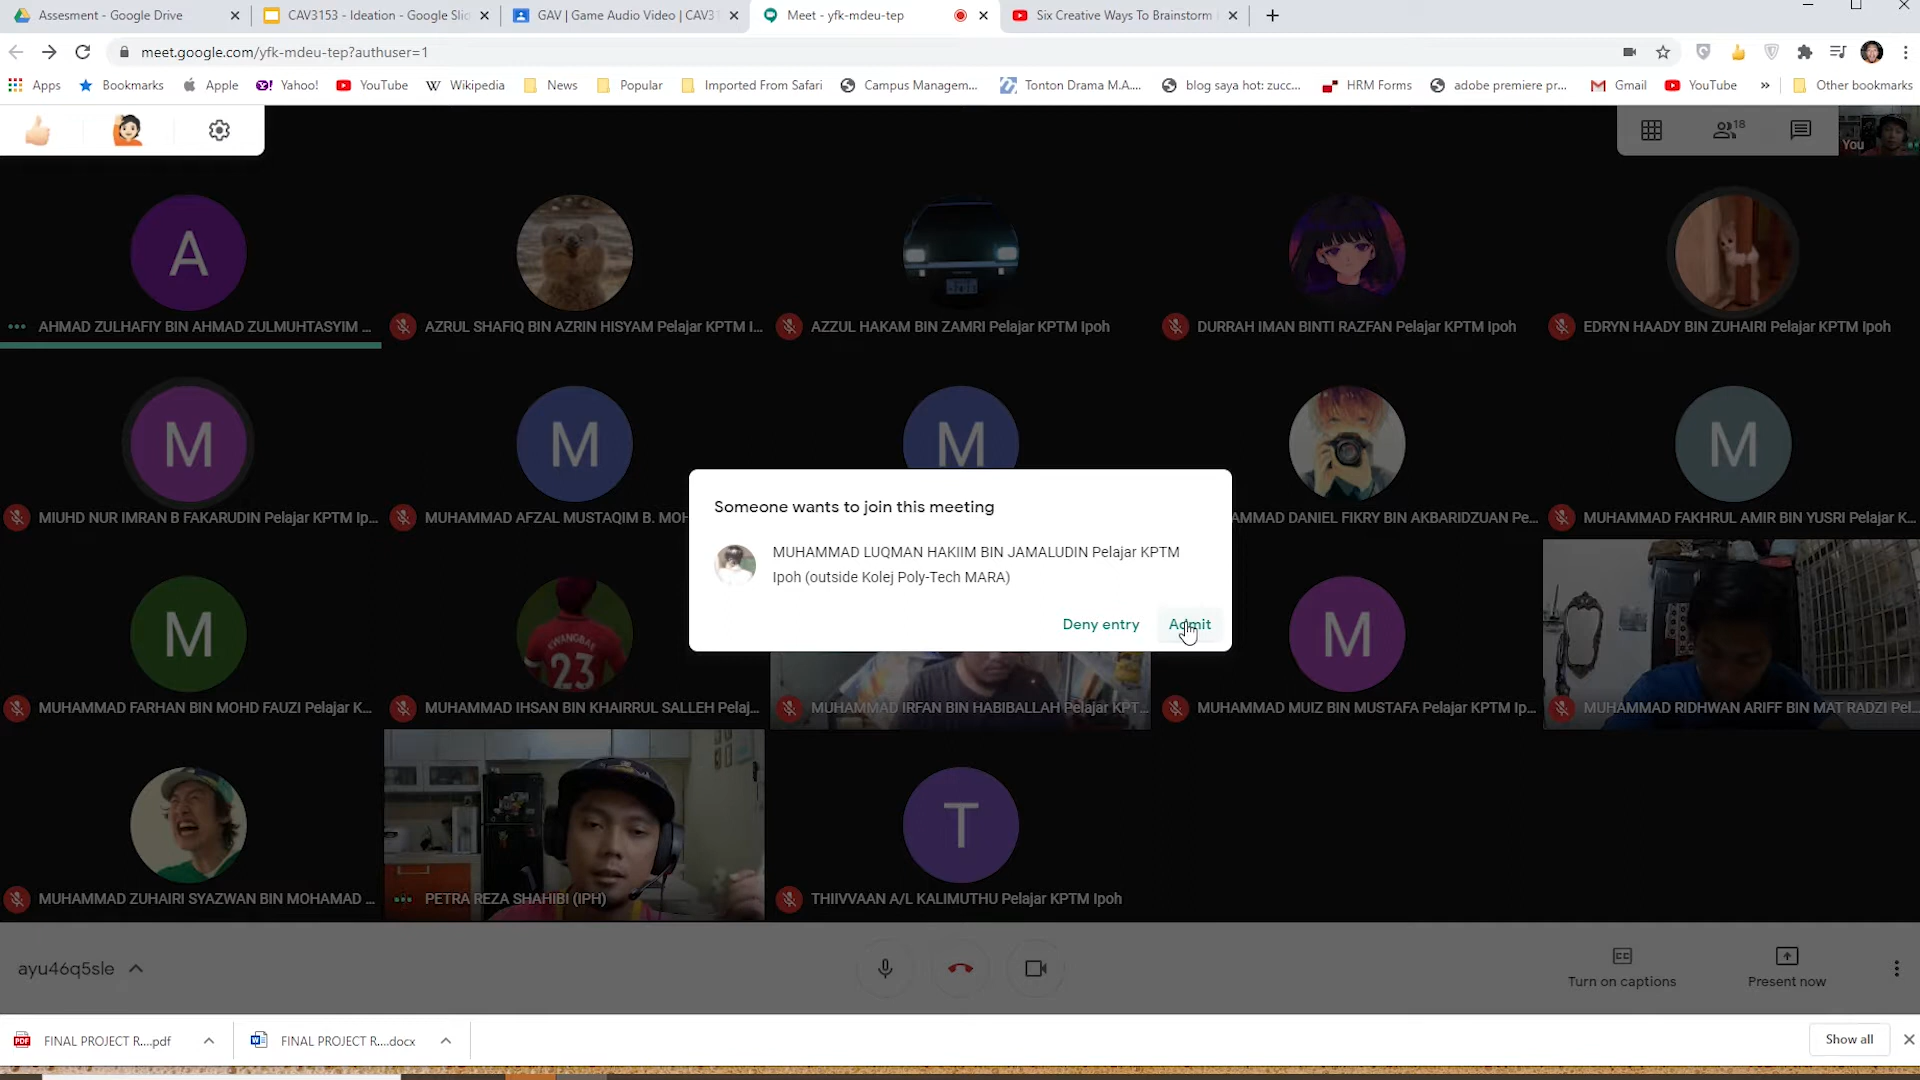 Assesment - Google Drive
CAV3153 - Ideation - Google Slid
GAV | Game Audio Video | CAV31
Meet - yfk-mdeu-tep
Six Creative Ways To Brainstorm
meet.google.com/yfk-mdeu-tep?authuser=1
Apps
Bookmarks
Apple
Yahoo!
YouTube
Wikipedia
News
Popular
Imported From Safari
Campus Managem...
Tonton Drama M.A....
blog saya hot: zucc...
HRM Forms
adobe premiere pr...
Gmail
YouTube
»
Other bookmarks
18
You
A
AHMAD ZULHAFIY BIN AHMAD ZULMUHTASYIM ...
AZRUL SHAFIQ BIN AZRIN HISYAM Pelajar KPTM I...
AZZUL HAKAM BIN ZAMRI Pelajar KPTM Ipoh
DURRAH IMAN BINTI RAZFAN Pelajar KPTM Ipoh
EDRYN HAADY BIN ZUHAIRI Pelajar KPTM Ipoh
M
M
M
M
MIUHD NUR IMRAN B FAKARUDIN Pelajar KPTM Ip...
MUHAMMAD AFZAL MUSTAQIM B. MOH
AMMAD DANIEL FIKRY BIN AKBARIDZUAN Pe...
MUHAMMAD FAKHRUL AMIR BIN YUSRI Pelajar K...
Someone wants to join this meeting
MUHAMMAD LUQMAN HAKIIM BIN JAMALUDIN Pelajar KPTM
Ipoh (outside Kolej Poly-Tech MARA)
Deny entry
Admit
M
KWANGBAE
23
M
MUHAMMAD FARHAN BIN MOHD FAUZI Pelajar K...
MUHAMMAD IHSAN BIN KHAIRRUL SALLEH Pelaj...
MUHAMMAD IRFAN BIN HABIBALLAH Pelajar KPT...
MUHAMMAD MUIZ BIN MUSTAFA Pelajar KPTM Ip...
MUHAMMAD RIDHWAN ARIFF BIN MAT RADZI Pel...
T
MUHAMMAD ZUHAIRI SYAZWAN BIN MOHAMAD ...
PETRA REZA SHAHIBI (IPH)
THIIVVAAN A/L KALIMUTHU Pelajar KPTM Ipoh
ayu46q5sle
CC
Turn on captions
Present now
PDF
FINAL PROJECT R....pdf
W
FINAL PROJECT R....docx
Show all